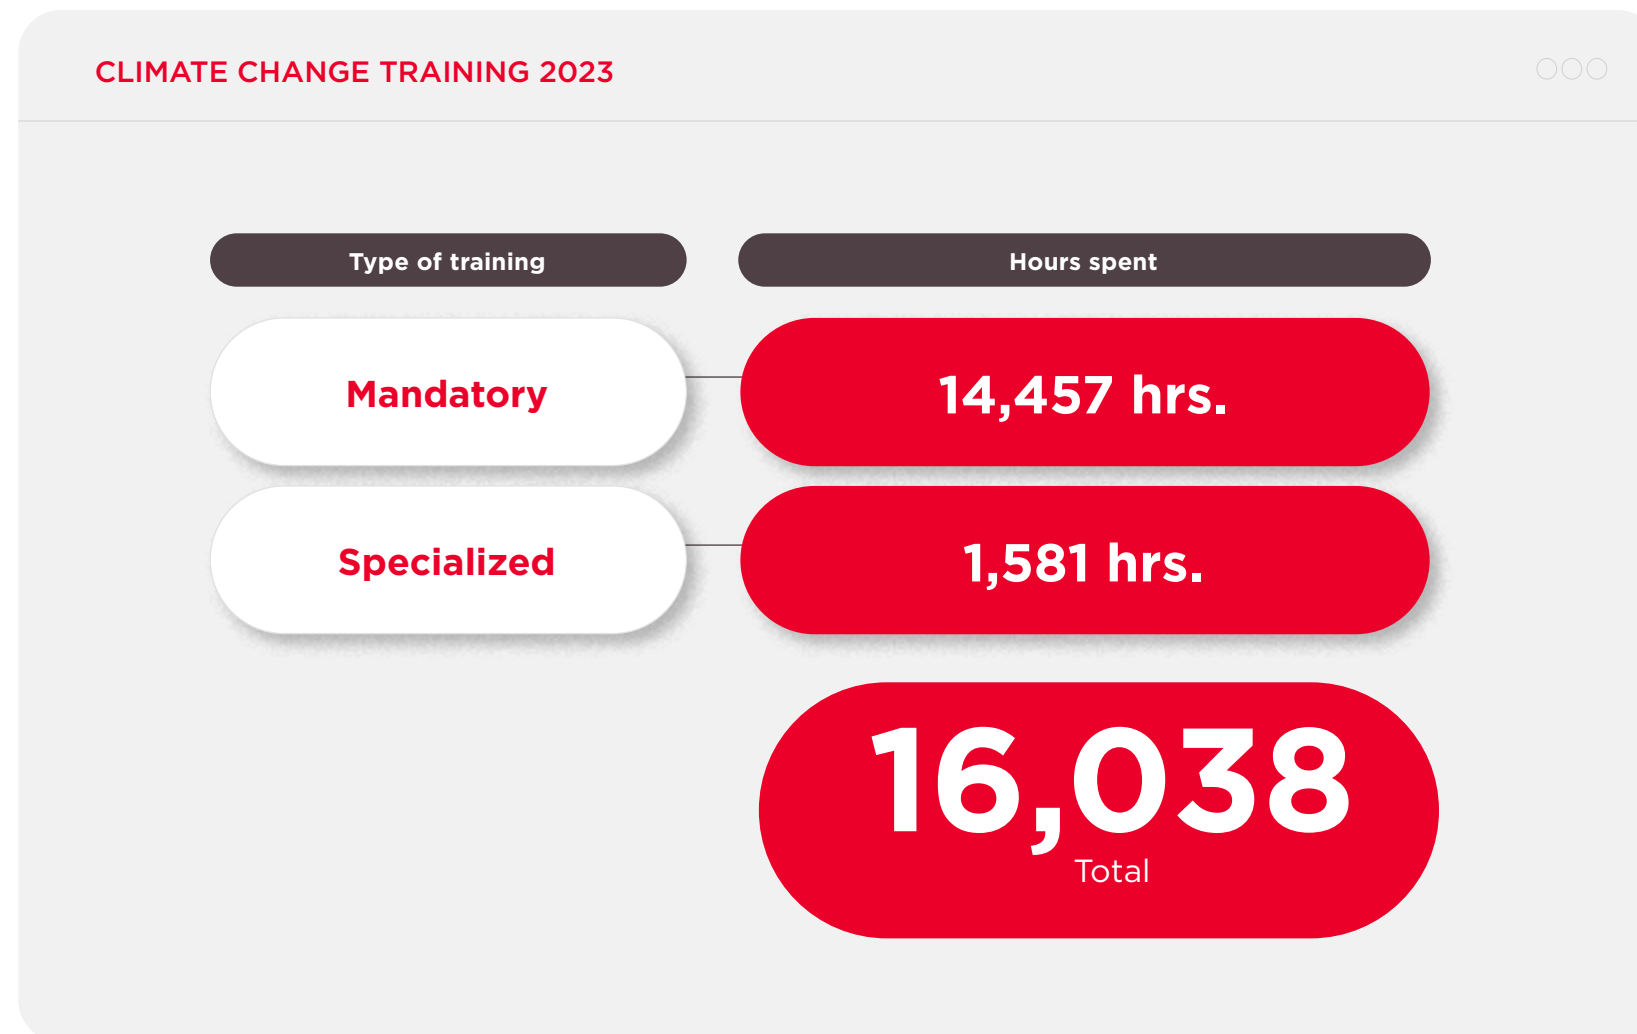 CLIMATE CHANGE TRAINING 2023
Type of training
Hours spent
Mandatory
14,457 hrs.
Specialized
1,581 hrs.
16,038
Total